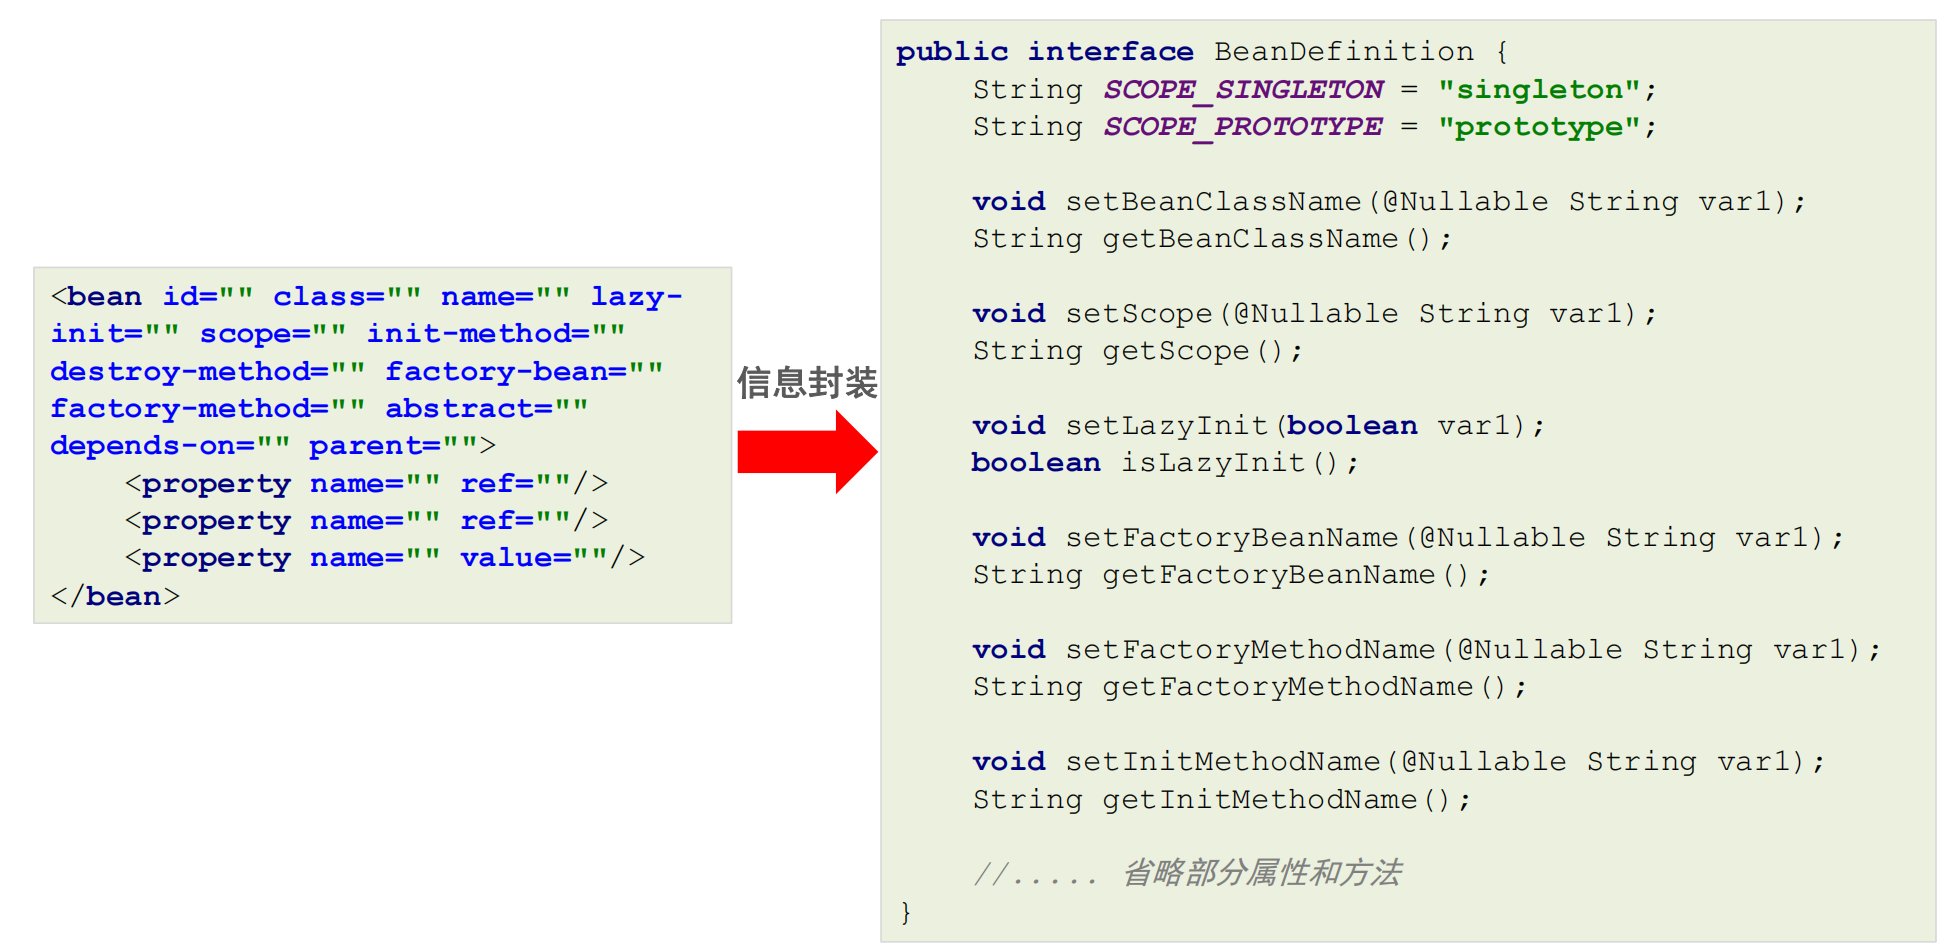 <bean id="" class="" name="" lazy-
init="" scope="" init-method=""
destroy-method="" factory-bean=""
factory-method="" abstract=""
depends-on="" parent="">
    <property name="" ref=""/>
    <property name="" ref=""/>
    <property name="" value=""/>
</bean>
信息封装
public interface BeanDefinition {
    String SCOPE_SINGLETON = "singleton";
    String SCOPE_PROTOTYPE = "prototype";

    void setBeanClassName(@Nullable String var1);
    String getBeanClassName();

    void setScope(@Nullable String var1);
    String getScope();

    void setLazyInit(boolean var1);
    boolean isLazyInit();

    void setFactoryBeanName(@Nullable String var1);
    String getFactoryBeanName();

    void setFactoryMethodName(@Nullable String var1);
    String getFactoryMethodName();

    void setInitMethodName(@Nullable String var1);
    String getInitMethodName();

    //..... 省略部分属性和方法
}